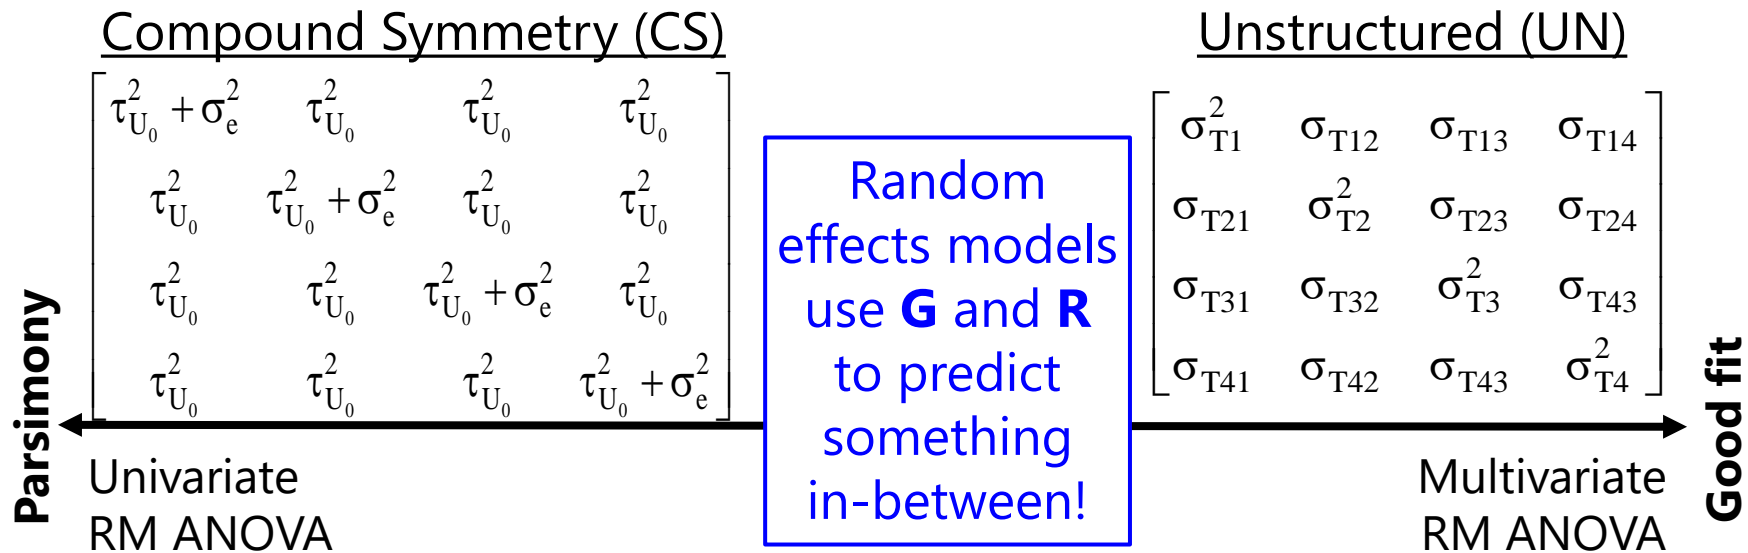 Compound Symmetry (CS)
τ²U₀ + σ²e τ²U₀ τ²U₀ τ²U₀
τ²U₀ τ²U₀ + σ²e τ²U₀ τ²U₀
τ²U₀ τ²U₀ τ²U₀ + σ²e τ²U₀
τ²U₀ τ²U₀ τ²U₀ τ²U₀ + σ²e
Parsimony
Univariate
RM ANOVA
Random
effects models
use G and R
to predict
something
in-between!
Unstructured (UN)
σ²T1 σT12 σT13 σT14
σT21 σ²T2 σT23 σT24
σT31 σT32 σ²T3 σT43
σT41 σT42 σT43 σ²T4
Good fit
Multivariate
RM ANOVA